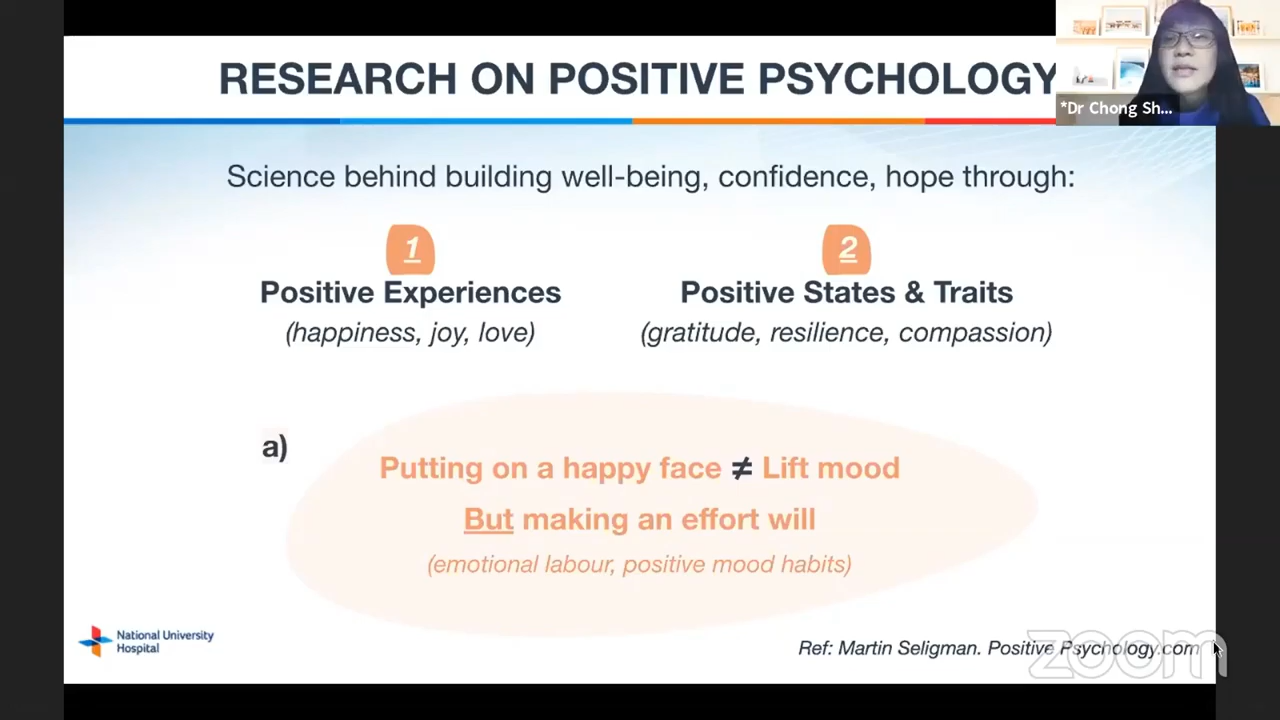 RESEARCH ON POSITIVE PSYCHOLOGY
*Dr Chong Sh...
Science behind building well-being, confidence, hope through:
1
2
Positive Experiences
Positive States & Traits
(happiness, joy, love)
(gratitude, resilience, compassion)
a)
Putting on a happy face ≠ Lift mood
But making an effort will
(emotional labour, positive mood habits)
National University
Hospital
Ref: Martin Seligman. Positive Psychology.com
zoom